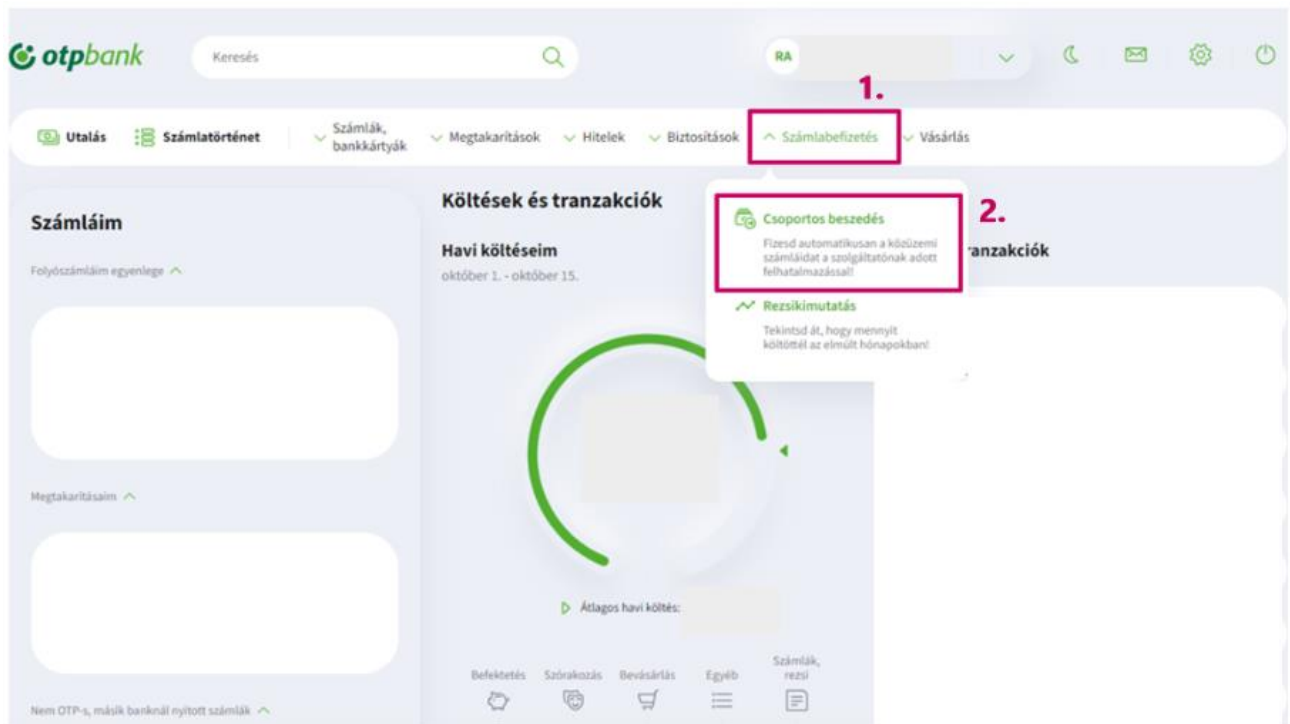 otpbank
Keresés
RA
1.
Utalás
Számlatörténet
Számlák,
bankkártyák
Megtakarítások
Hitelek
Biztosítások
Számlabefizetés
Vásárlás
Számláim
Folyószámláim egyenlege
Megtakarításaim
Nem OTP-s, másik banknál nyitott számlák
Költések és tranzakciók
Havi költéseim
október 1. - október 15.
Átlagos havi költés:
Befektetés
Szórakozás
Bevásárlás
Egyéb
Számlák,
rezsi
2.
Csoportos beszedés
Fizesd automatikusan a közüzemi
számláidat a szolgáltatónak adott
felhatalmazással!
Rezsikimutatás
Tekintsd át, hogy mennyit
költöttél az elmúlt hónapokban!
anzakciók